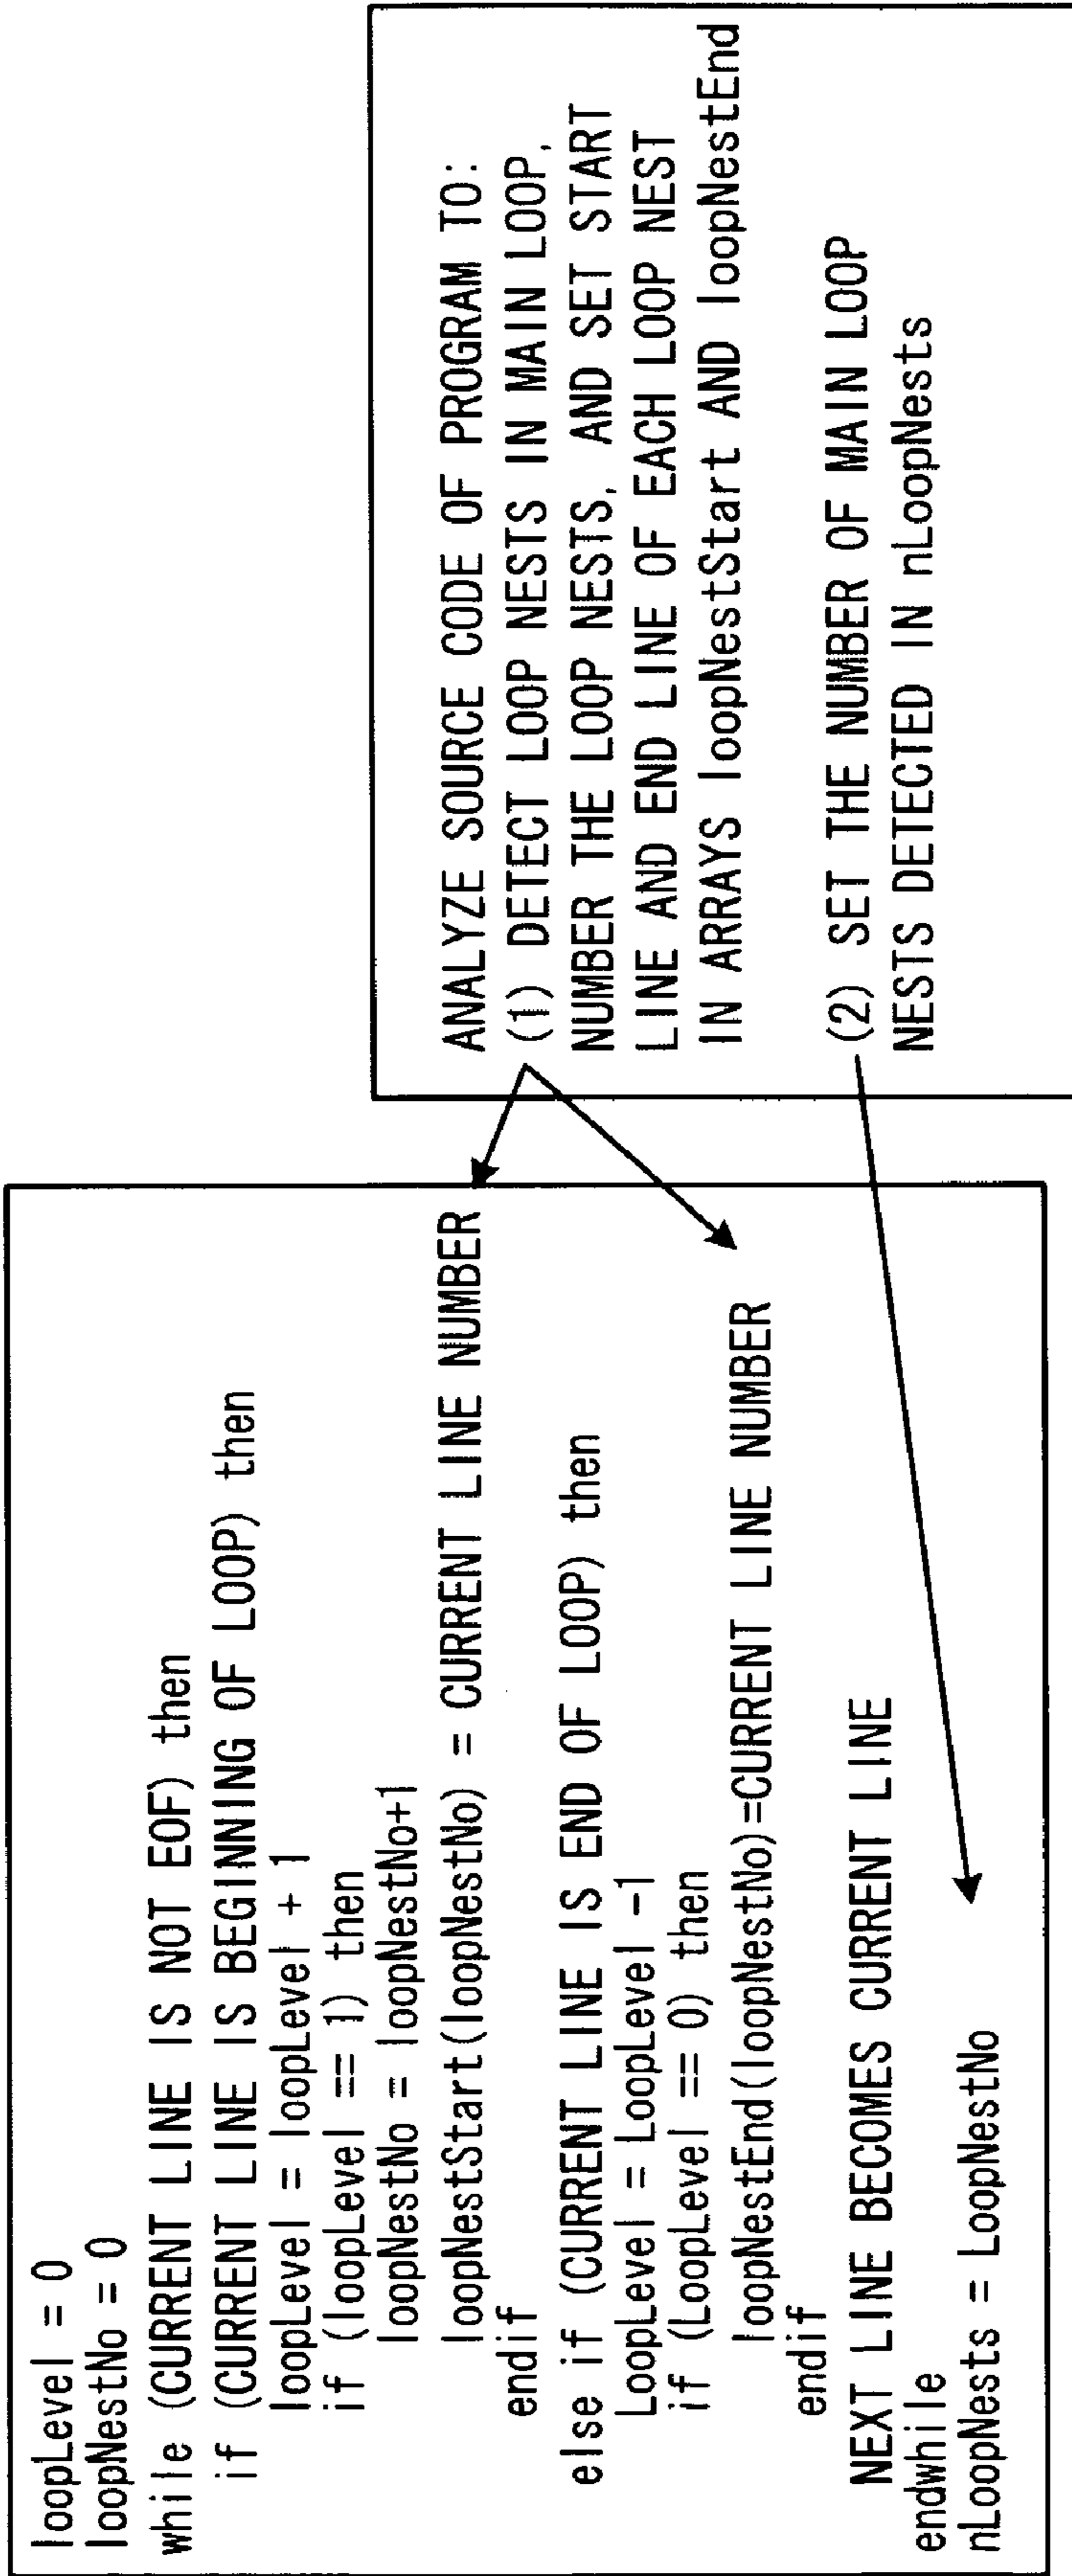 loopLevel = 0
loopNestNo = 0
while (CURRENT LINE IS NOT EOF) then
if (CURRENT LINE IS BEGINNING OF LOOP) then
loopLevel = loopLevel + 1
if (loopLevel == 1) then
loopNestNo = loopNestNo+1
loopNestStart(loopNestNo) = CURRENT LINE NUMBER
endif
else if (CURRENT LINE IS END OF LOOP) then
LoopLevel = LoopLevel -1
if (LoopLevel == 0) then
loopNestEnd(loopNestNo)=CURRENT LINE NUMBER
endif
NEXT LINE BECOMES CURRENT LINE
endwhile
nLoopNests = LoopNestNo
ANALYZE SOURCE CODE OF PROGRAM TO:
(1) DETECT LOOP NESTS IN MAIN LOOP,
NUMBER THE LOOP NESTS, AND SET START
LINE AND END LINE OF EACH LOOP NEST
IN ARRAYS loopNestStart AND loopNestEnd
(2) SET THE NUMBER OF MAIN LOOP
NESTS DETECTED IN nLoopNests